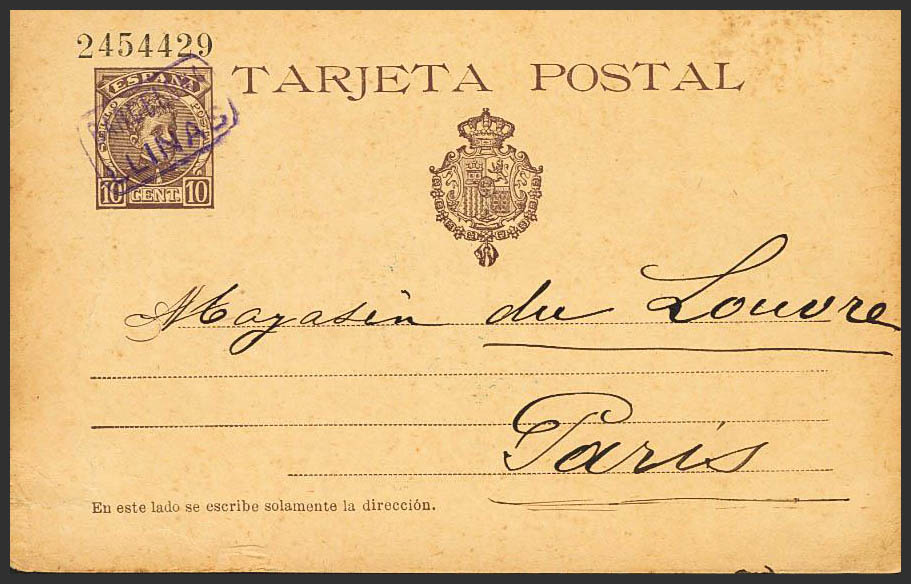 2454429
TARJETA POSTAL
ESPAÑA
10 CENT 10
LINAS
Magasin du Louvre
Paris
En este lado se escribe solamente la dirección.